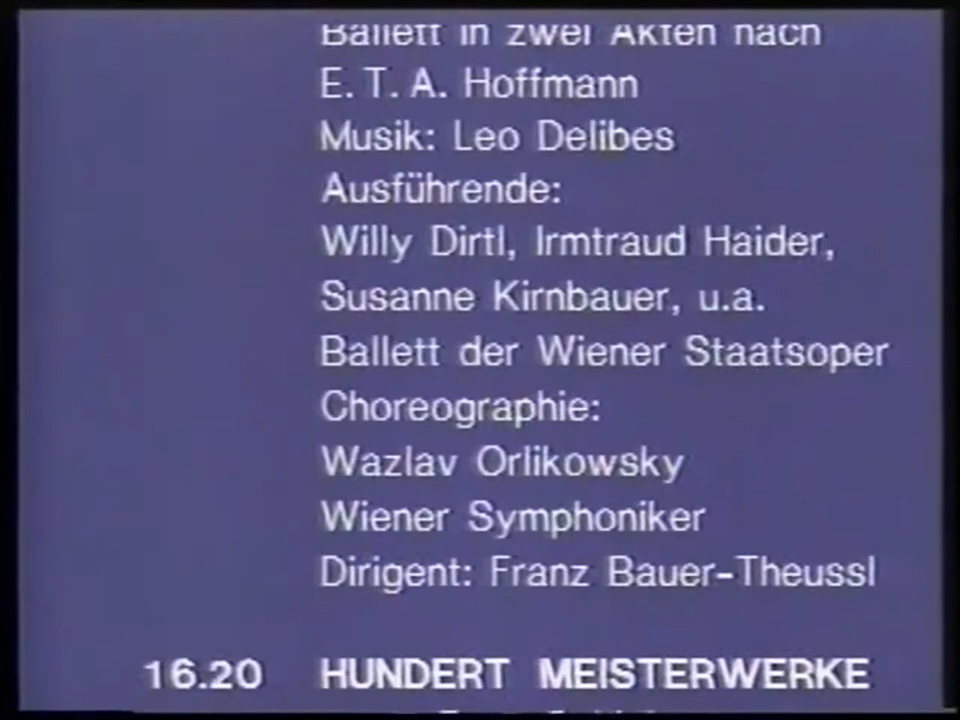 Ballett in zwei Akten nach
E. T. A. Hoffmann
Musik: Leo Delibes
Ausführende:
Willy Dirtl, Irmtraud Haider,
Susanne Kirnbauer, u.a.
Ballett der Wiener Staatsoper
Choreographie:
Wazlav Orlikowsky
Wiener Symphoniker
Dirigent: Franz Bauer-Theussl
16.20 HUNDERT MEISTERWERKE